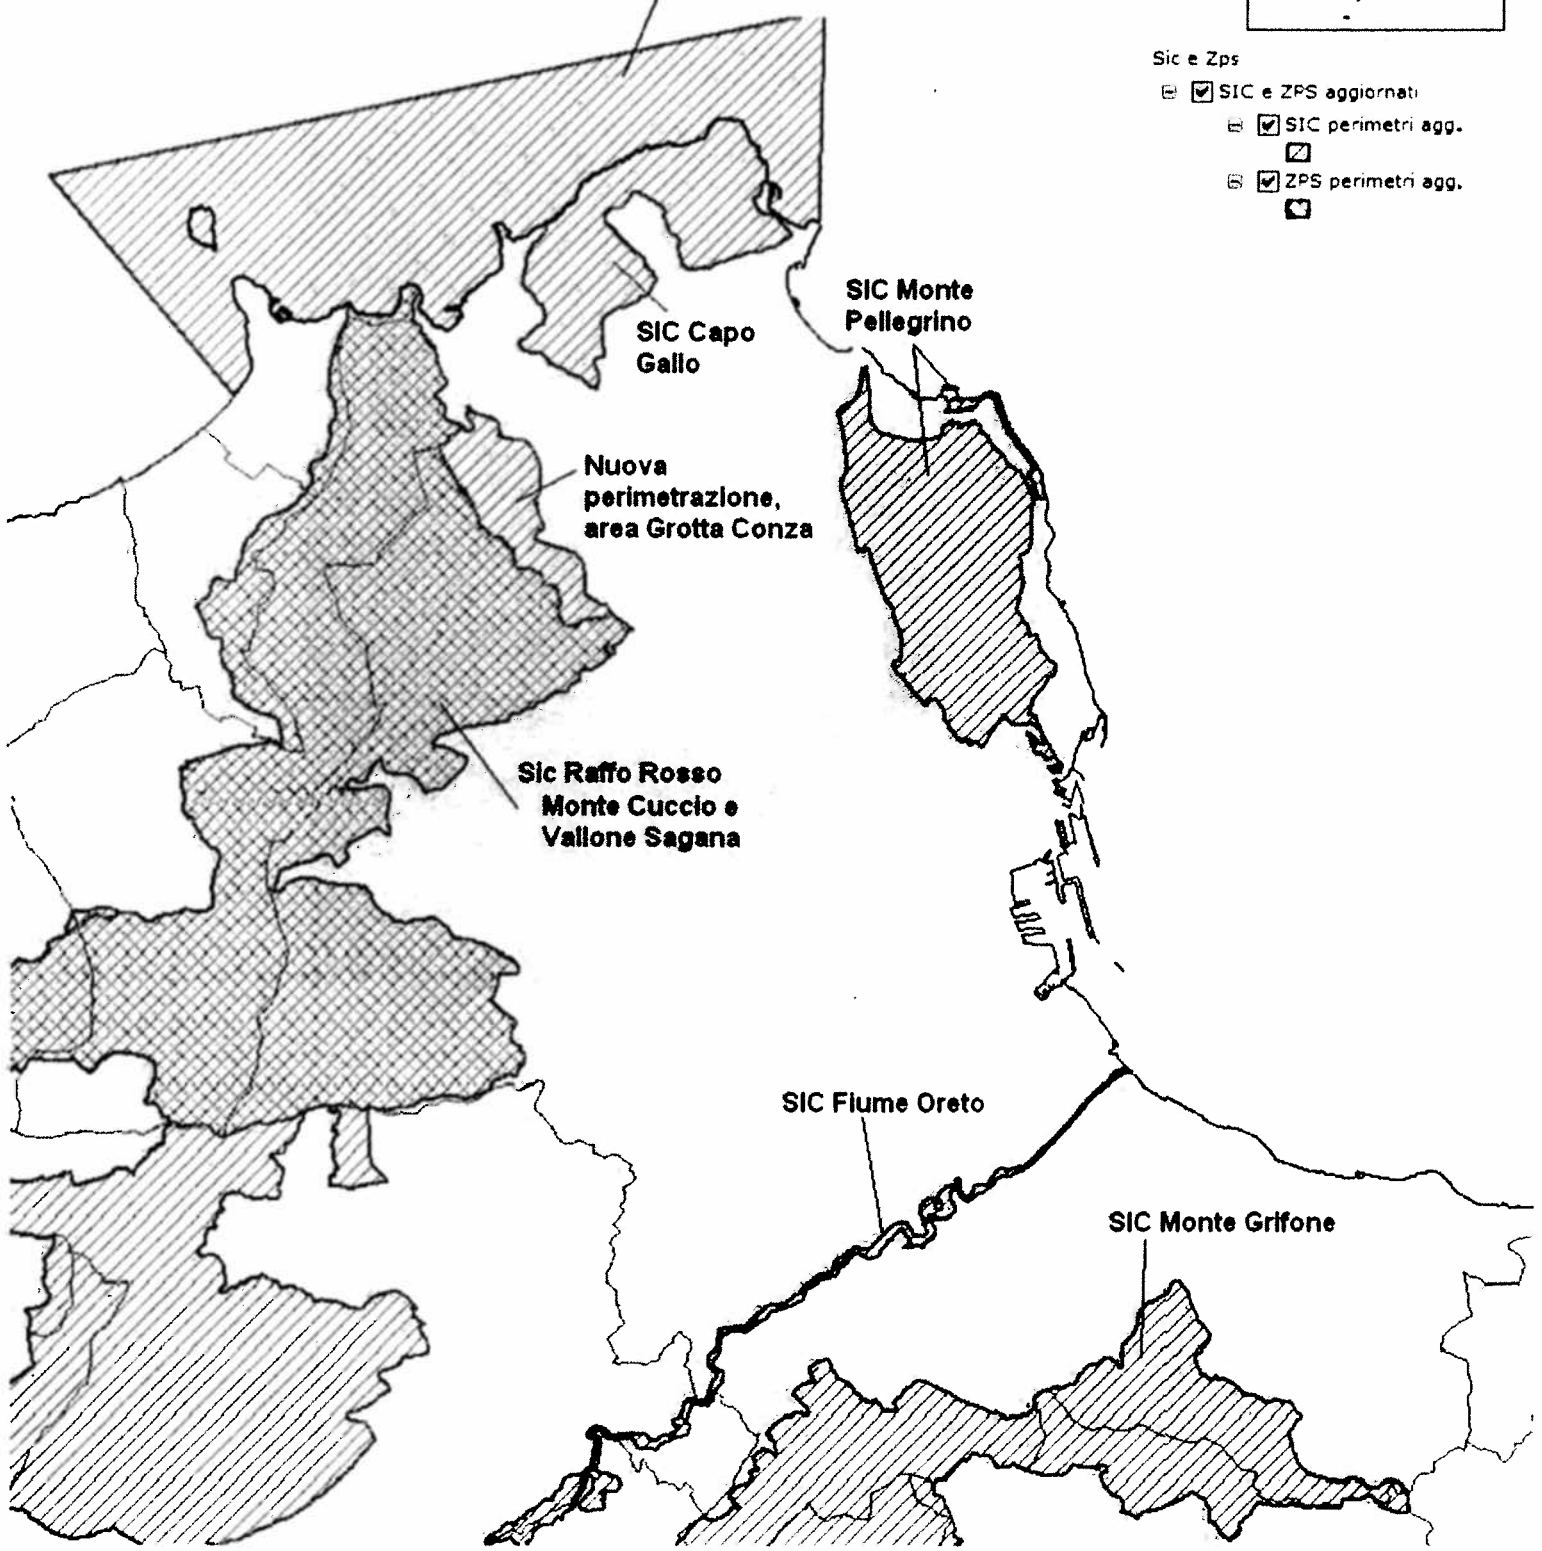 Sic e Zps
SIC e ZPS aggiornati
SIC perimetri agg.
ZPS perimetri agg.
SIC Monte
Pellegrino
SIC Capo
Gallo
Nuova
perimetrazione,
area Grotta Conza
Sic Raffo Rosso
Monte Cuccio e
Vallone Sagana
SIC Fiume Oreto
SIC Monte Grifone